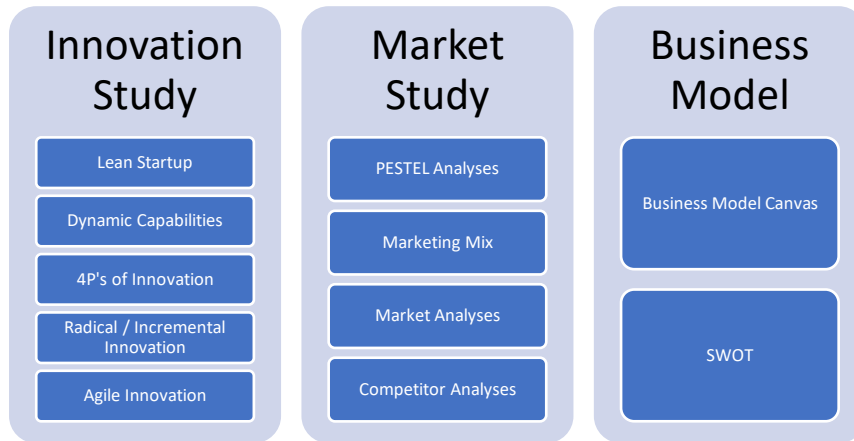 Innovation
Study
Lean Startup
Dynamic Capabilities
4P's of Innovation
Radical / Incremental
Innovation
Agile Innovation
Market
Study
PESTEL Analyses
Marketing Mix
Market Analyses
Competitor Analyses
Business
Model
Business Model Canvas
SWOT